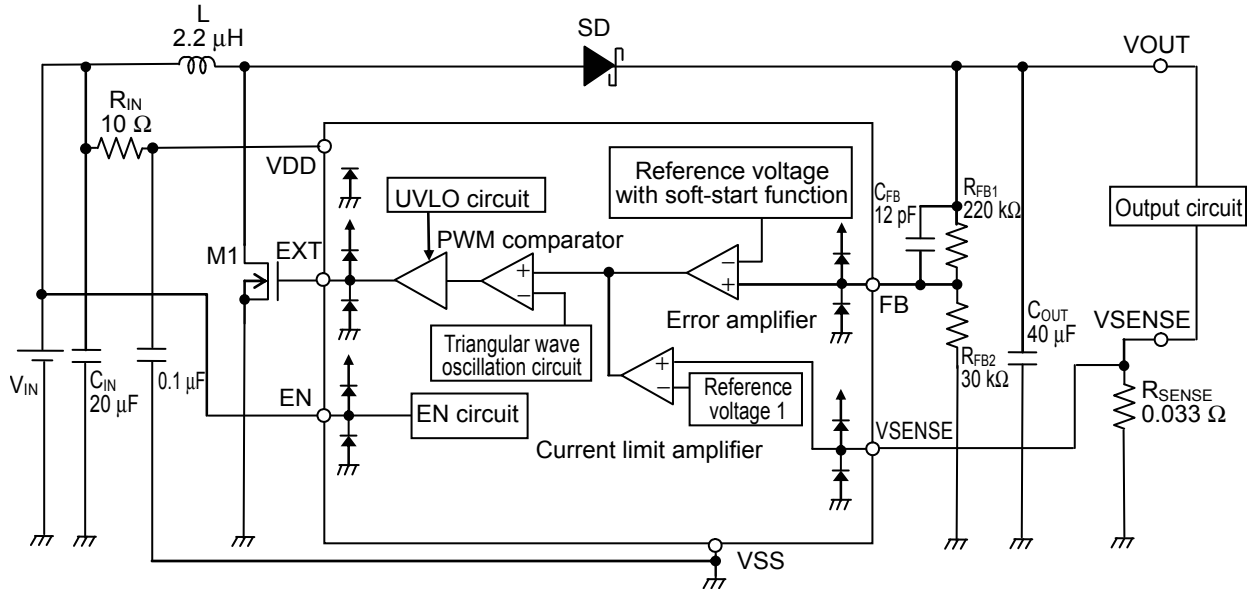 L
2.2 μH
SD
VOUT
RIN
10 Ω
VDD
UVLO circuit
Reference voltage
with soft-start function
CFB
12 pF
RFB1
220 kΩ
Output circuit
M1
EXT
PWM comparator
+
−
−
+
Error amplifier
FB
Triangular wave
oscillation circuit
RFB2
30 kΩ
COUT
40 μF
VSENSE
VIN
CIN
20 μF
0.1 μF
EN
EN circuit
+
−
Reference
voltage 1
VSENSE
RSENSE
0.033 Ω
Current limit amplifier
VSS